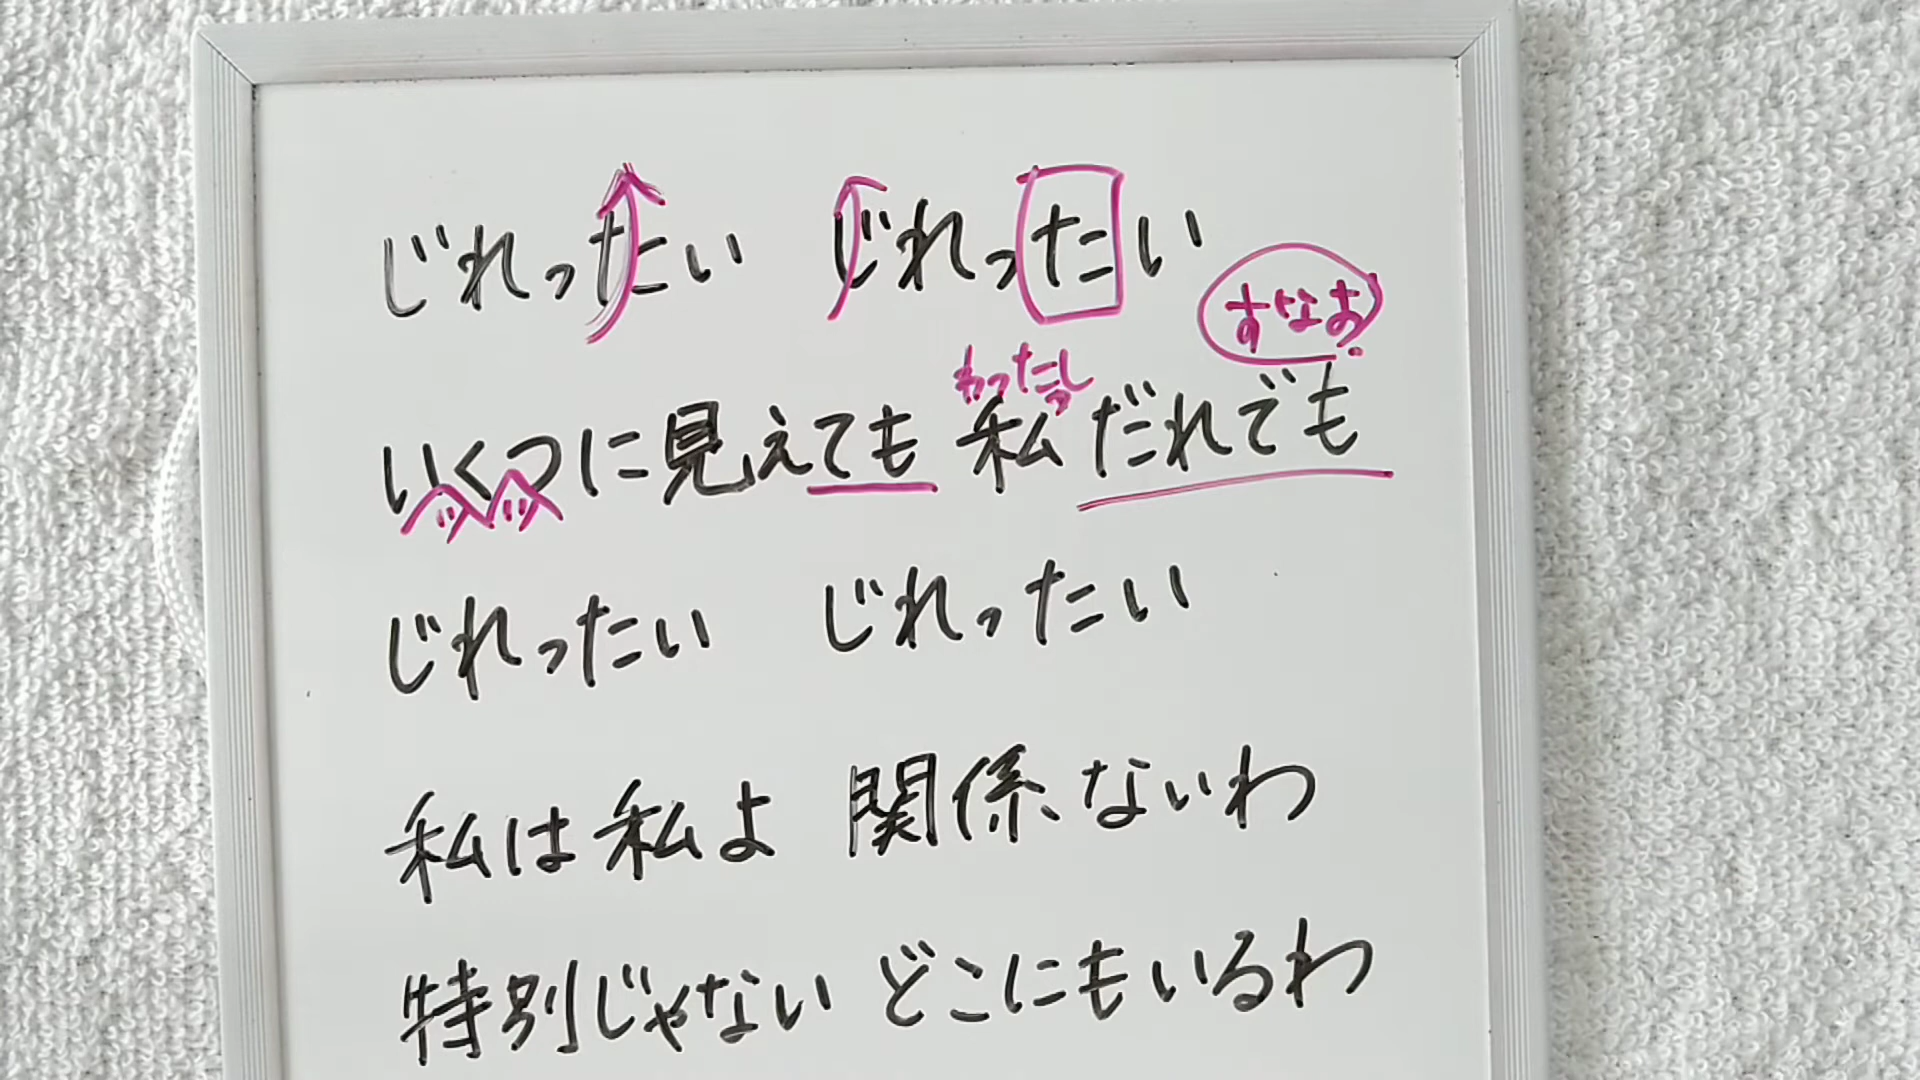 じれったい じれったい
すなお
わったしっ
いくつに見えても 私だれでも
じれったい じれったい
私は私よ 関係ないわ
特別じゃない どこにもいるわ